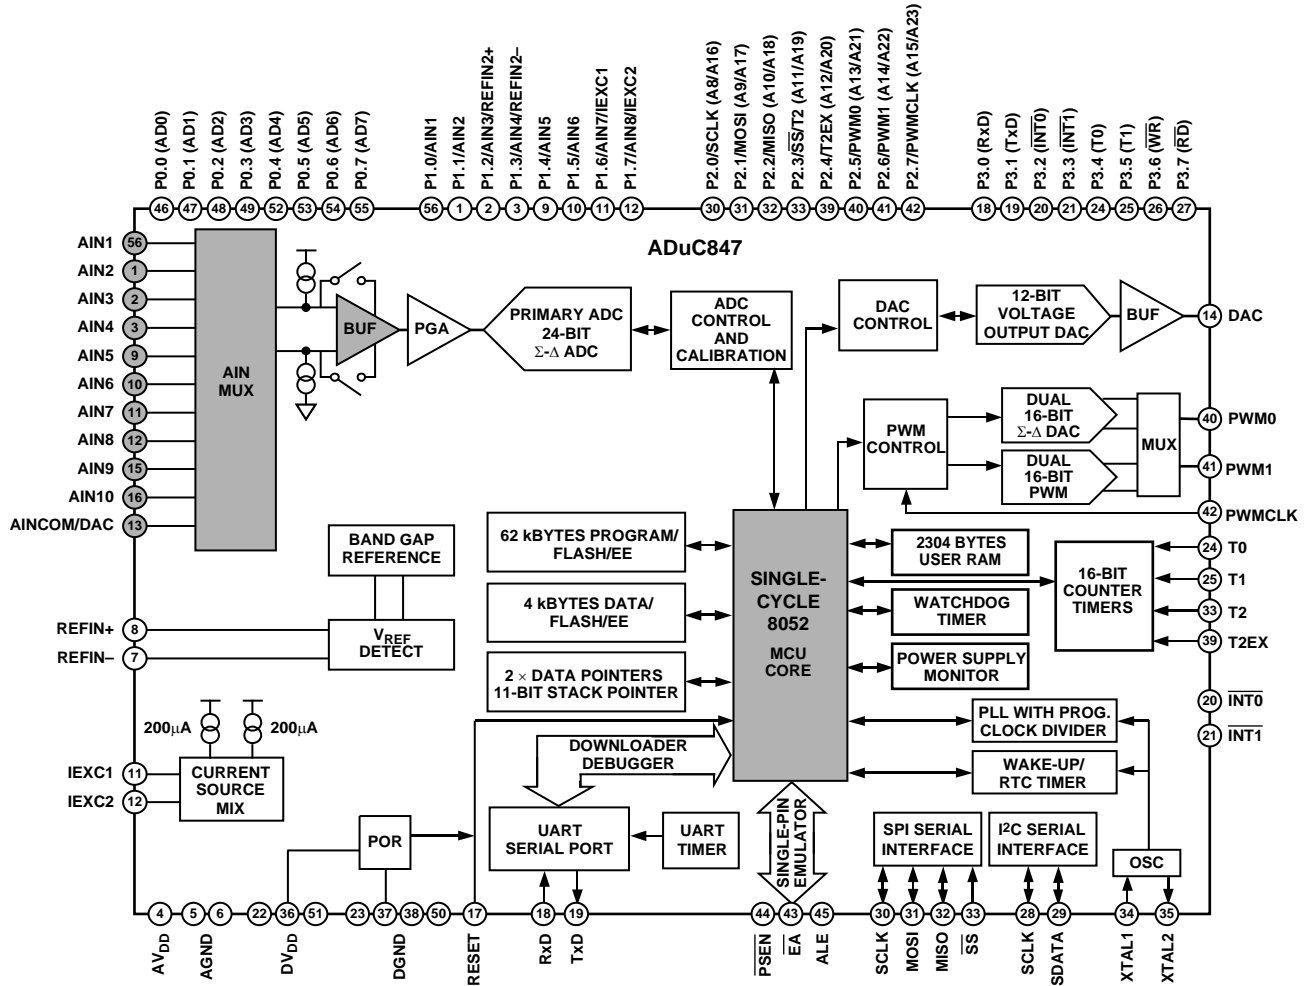 P0.0 (AD0)
P0.1 (AD1)
P0.2 (AD2)
P0.3 (AD3)
P0.4 (AD4)
P0.5 (AD5)
P0.6 (AD6)
P0.7 (AD7)
P1.0/AIN1
P1.1/AIN2
P1.2/AIN3/REFIN2+
P1.3/AIN4/REFIN2–
P1.4/AIN5
P1.5/AIN6
P1.6/AIN7/IEXC1
P1.7/AIN8/IEXC2
P2.0/SCLK (A8/A16)
P2.1/MOSI (A9/A17)
P2.2/MISO (A10/A18)
P2.3/SS/T2 (A11/A19)
P2.4/T2EX (A12/A20)
P2.5/PWM0 (A13/A21)
P2.6/PWM1 (A14/A22)
P2.7/PWMCLK (A15/A23)
P3.0 (RxD)
P3.1 (TxD)
P3.2 (INT0)
P3.3 (INT1)
P3.4 (T0)
P3.5 (T1)
P3.6 (WR)
P3.7 (RD)
46 47 48 49 52 53 54 55 56 1 2 3 9 10 11 12 30 31 32 33 39 40 41 42 18 19 20 21 24 25 26 27
ADuC847
AIN1 56
AIN2 1
AIN3 2
AIN4 3
AIN5 9
AIN6 10
AIN7 11
AIN8 12
AIN9 15
AIN10 16
AINCOM/DAC 13
AIN
MUX
BUF
PGA
PRIMARY ADC
24-BIT
Σ-Δ ADC
ADC
CONTROL
AND
CALIBRATION
DAC
CONTROL
12-BIT
VOLTAGE
OUTPUT DAC
BUF
14 DAC
PWM
CONTROL
DUAL
16-BIT
Σ-Δ DAC
DUAL
16-BIT
PWM
MUX
40 PWM0
41 PWM1
42 PWMCLK
BAND GAP
REFERENCE
VREF
DETECT
REFIN+ 8
REFIN– 7
62 kBYTES PROGRAM/
FLASH/EE
4 kBYTES DATA/
FLASH/EE
2 × DATA POINTERS
11-BIT STACK POINTER
SINGLE-
CYCLE
8052
MCU
CORE
2304 BYTES
USER RAM
WATCHDOG
TIMER
POWER SUPPLY
MONITOR
16-BIT
COUNTER
TIMERS
24 T0
25 T1
33 T2
39 T2EX
20 INT0
21 INT1
PLL WITH PROG.
CLOCK DIVIDER
WAKE-UP/
RTC TIMER
200µA 200µA
IEXC1 11
IEXC2 12
CURRENT
SOURCE
MIX
DOWNLOADER
DEBUGGER
POR
UART
SERIAL PORT
UART
TIMER
SINGLE-PIN
EMULATOR
SPI SERIAL
INTERFACE
I2C SERIAL
INTERFACE
OSC
4 5 6 22 36 51 23 37 38 50 17 18 19 44 43 45 30 31 32 33 28 29 34 35
AVDD
AGND
DVDD
DGND
RESET
RxD
TxD
PSEN
EA
ALE
SCLK
MOSI
MISO
SS
SCLK
SDATA
XTAL1
XTAL2